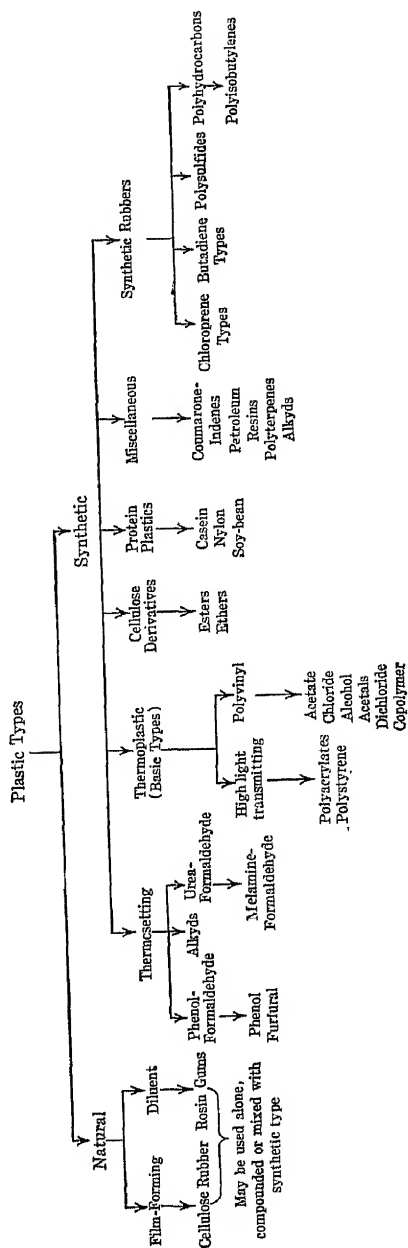 Plastic Types
Natural
Synthetic
Film-Forming
Diluent
Cellulose Rubber
Rosin Gums
May be used alone,
compounded or mixed with
synthetic type
Thermosetting
Phenol-
Formaldehyde
Alkyds
Urea-
Formaldehyde
Phenol
Furfural
Melamine-
Formaldehyde
Thermoplastic
(Basic Types)
High light
transmitting
Polyvinyl
Polyacrylates
Polystyrene
Acetate
Chloride
Alcohol
Acetals
Dichloride
Copolymer
Cellulose
Derivatives
Esters
Ethers
Protein
Plastics
Casein
Nylon
Soy-bean
Miscellaneous
Coumarone-
Indenes
Petroleum
Resins
Polyterpenes
Alkyds
Synthetic Rubbers
Chloroprene
Types
Butadiene
Types
Polysulfides
Polyhydrocarbons
Polyisobutylenes